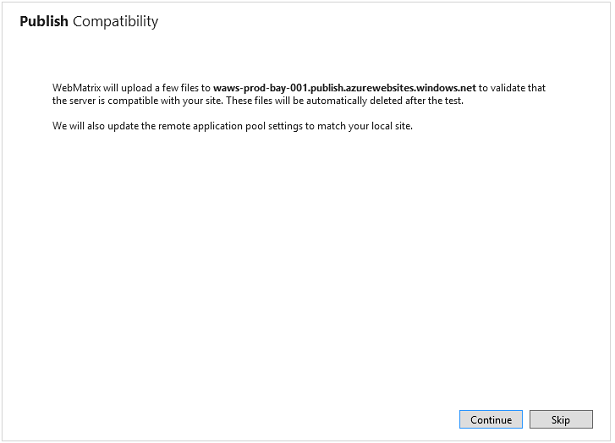 Publish Compatibility
WebMatrix will upload a few files to waws-prod-bay-001.publish.azurewebsites.windows.net to validate that
the server is compatible with your site. These files will be automatically deleted after the test.
We will also update the remote application pool settings to match your local site.
Continue
Skip